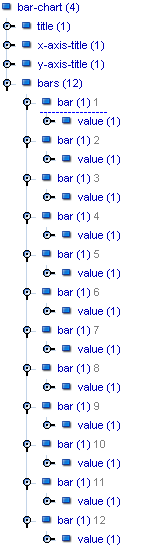 bar-chart (4)
title (1)
x-axis-title (1)
y-axis-title (1)
bars (12)
bar (1) 1
value (1)
bar (1) 2
value (1)
bar (1) 3
value (1)
bar (1) 4
value (1)
bar (1) 5
value (1)
bar (1) 6
value (1)
bar (1) 7
value (1)
bar (1) 8
value (1)
bar (1) 9
value (1)
bar (1) 10
value (1)
bar (1) 11
value (1)
bar (1) 12
value (1)